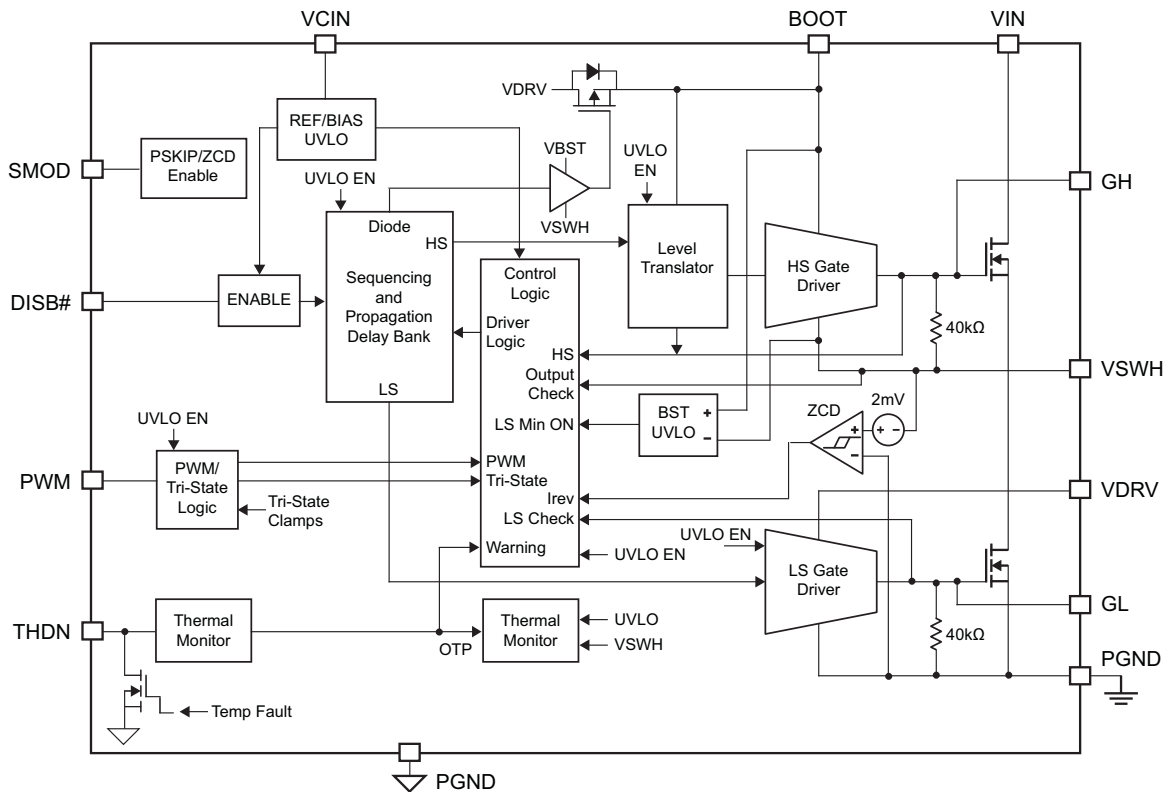 VCIN
BOOT
VIN
VDRV
REF/BIAS
UVLO
PSKIP/ZCD
Enable
SMOD
VBST
VSWH
UVLO
EN
UVLO EN
GH
Diode
HS
Sequencing
and
Propagation
Delay Bank
LS
Level
Translator
HS Gate
Driver
DISB#
ENABLE
Control
Logic
Driver
Logic
HS
Output
Check
LS Min ON
PWM
Tri-State
Irev
LS Check
Warning
40kΩ
VSWH
BST
UVLO
+
–
ZCD
2mV
+ -
+
–
UVLO EN
PWM
PWM/
Tri-State
Logic
Tri-State
Clamps
VDRV
UVLO EN
UVLO EN
LS Gate
Driver
GL
40kΩ
THDN
Thermal
Monitor
OTP
Thermal
Monitor
UVLO
VSWH
PGND
Temp Fault
PGND